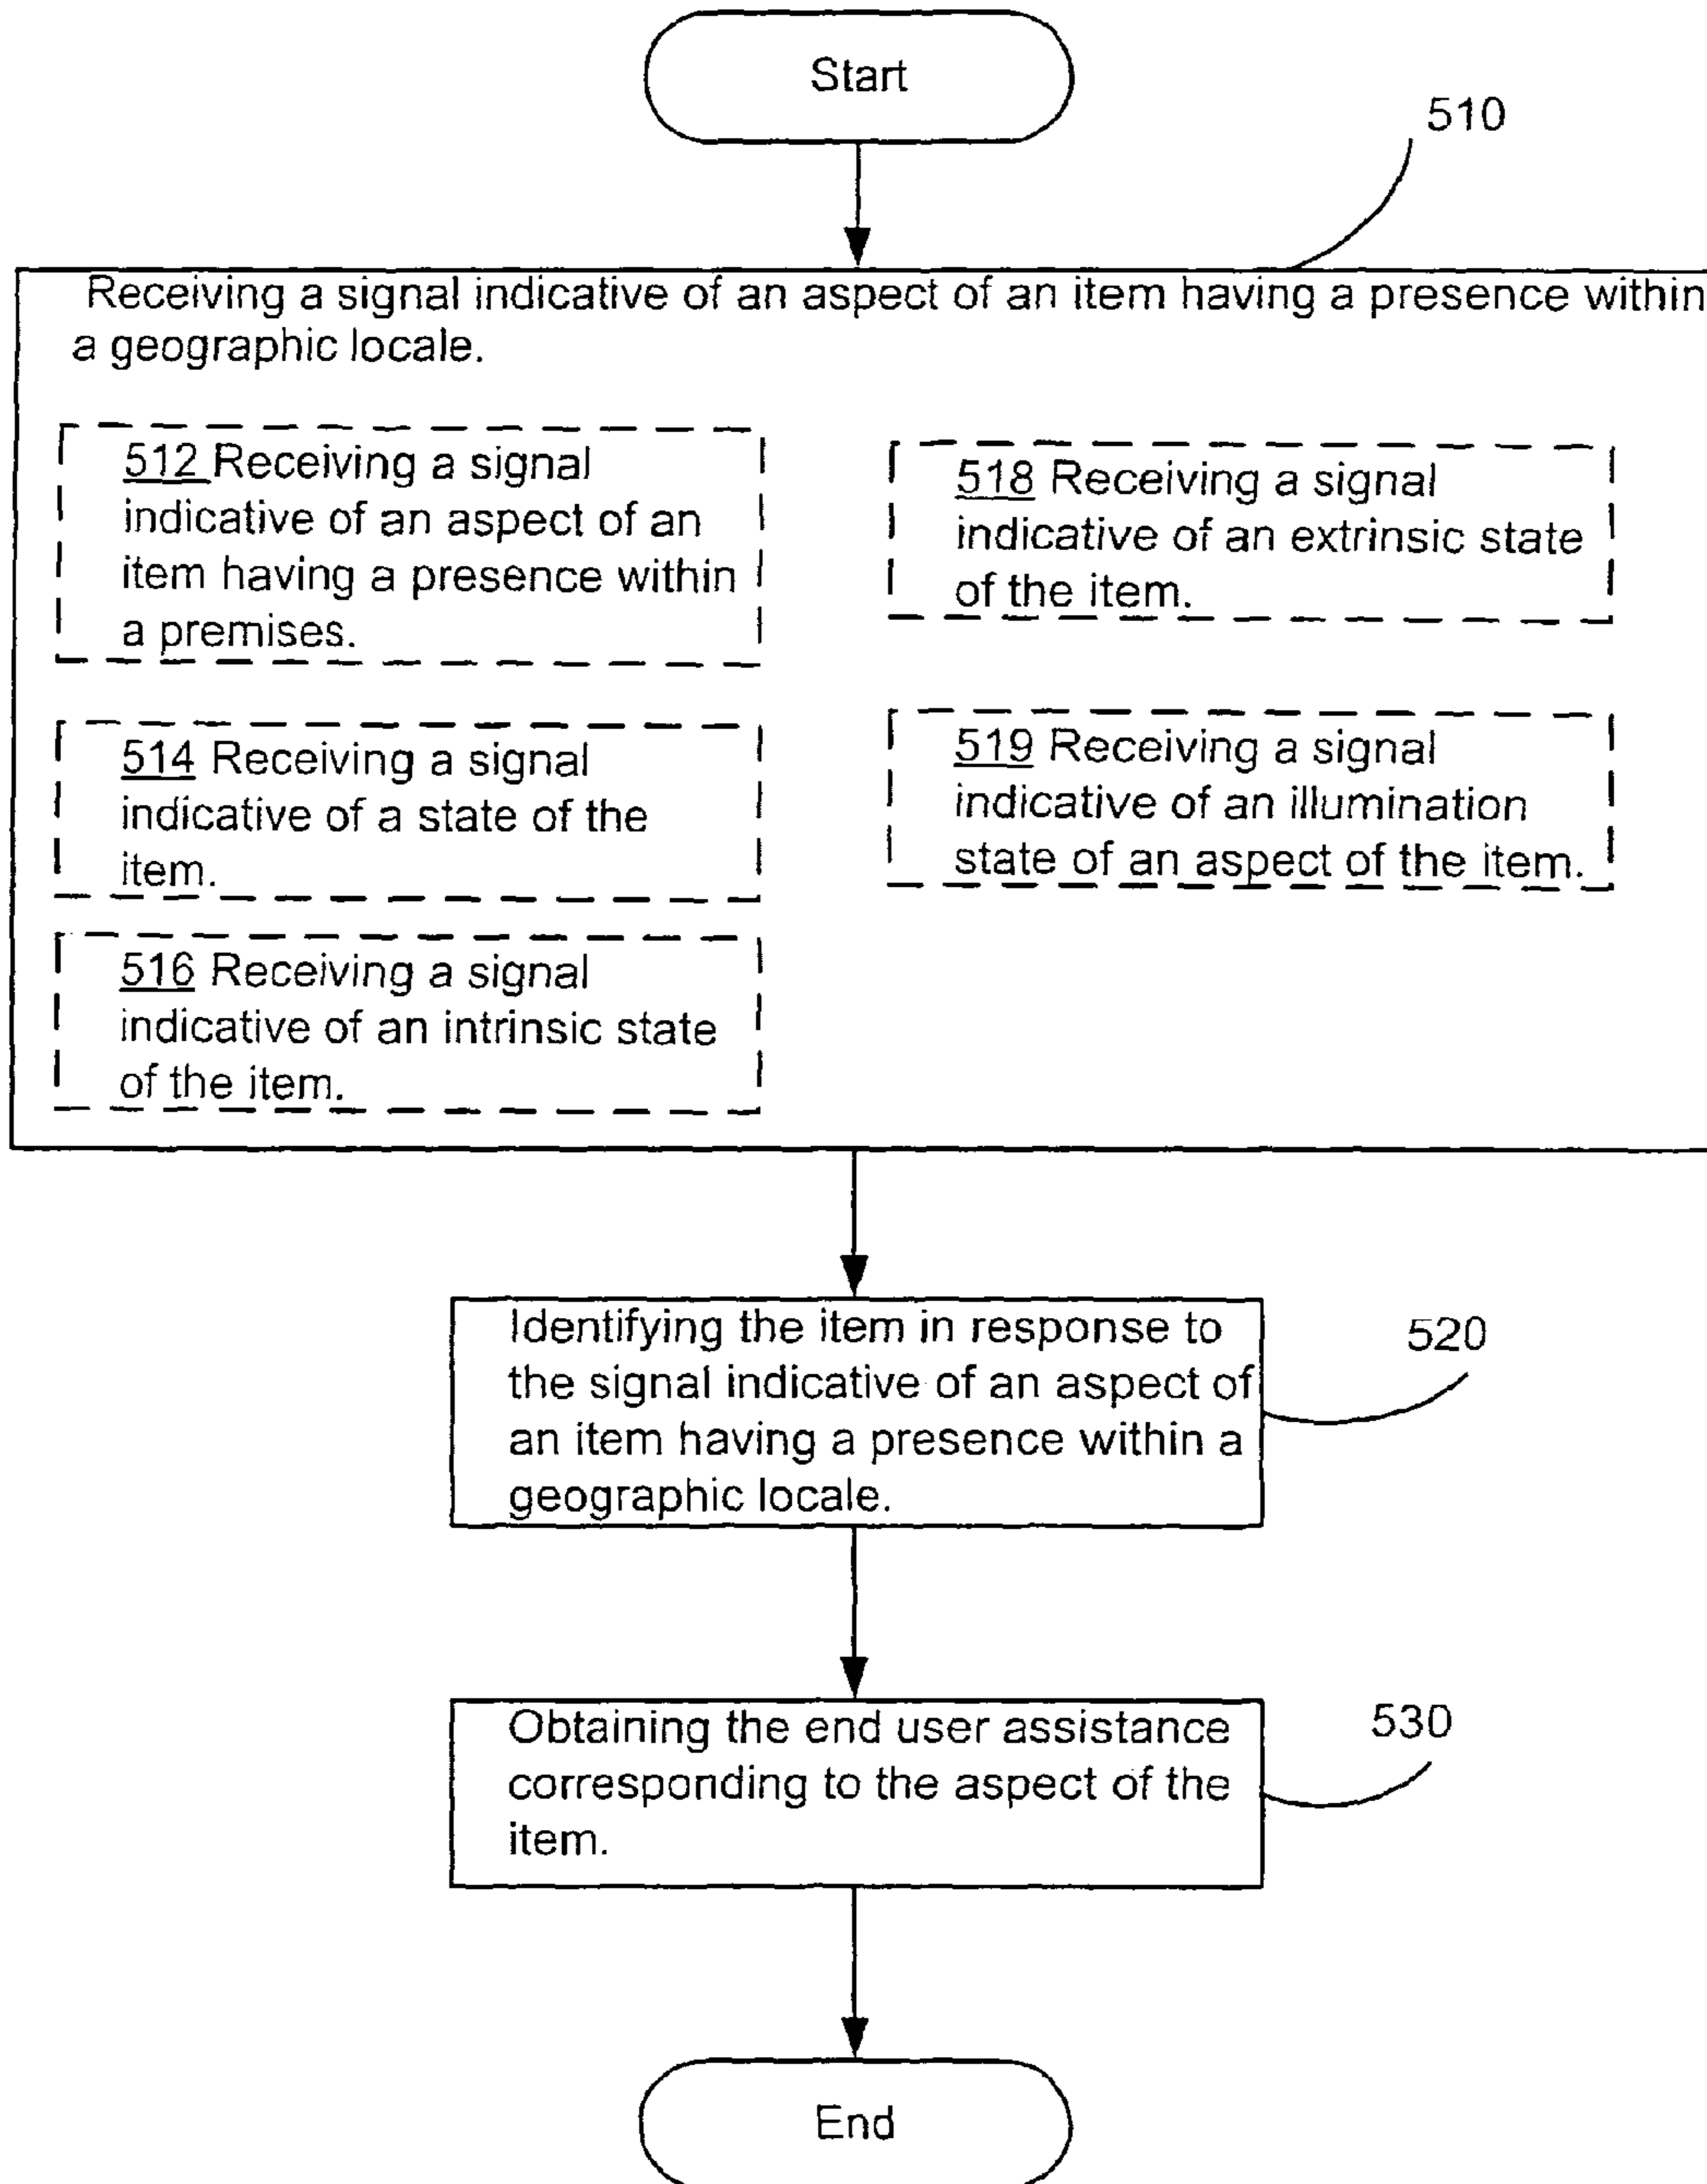 Start
510
Receiving a signal indicative of an aspect of an item having a presence within
a geographic locale.
512 Receiving a signal
indicative of an aspect of an
item having a presence within
a premises.
514 Receiving a signal
indicative of a state of the
item.
516 Receiving a signal
indicative of an intrinsic state
of the item.
518 Receiving a signal
indicative of an extrinsic state
of the item.
519 Receiving a signal
indicative of an illumination
state of an aspect of the item.
Identifying the item in response to
the signal indicative of an aspect of
an item having a presence within a
geographic locale.
520
Obtaining the end user assistance
corresponding to the aspect of the
item.
530
End